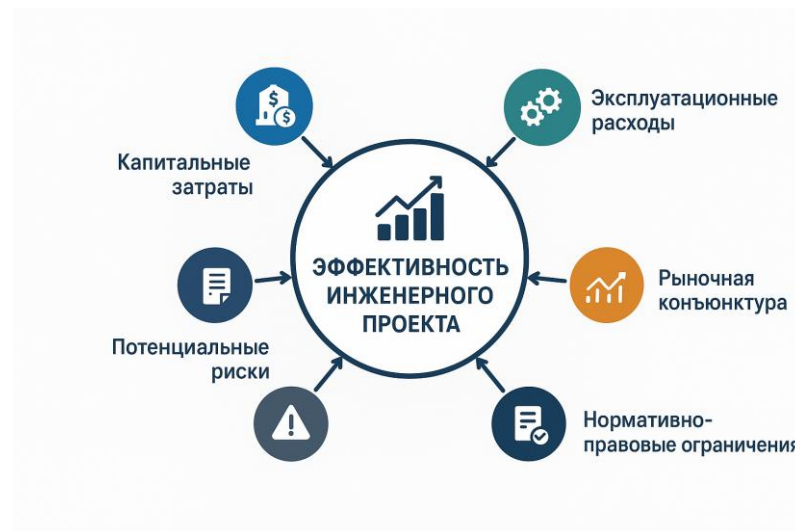 Капитальные
затраты
Эксплуатационные
расходы
ЭФФЕКТИВНОСТЬ
ИНЖЕНЕРНОГО
ПРОЕКТА
Рыночная
конъюнктура
Потенциальные
риски
Нормативно-
правовые ограничения